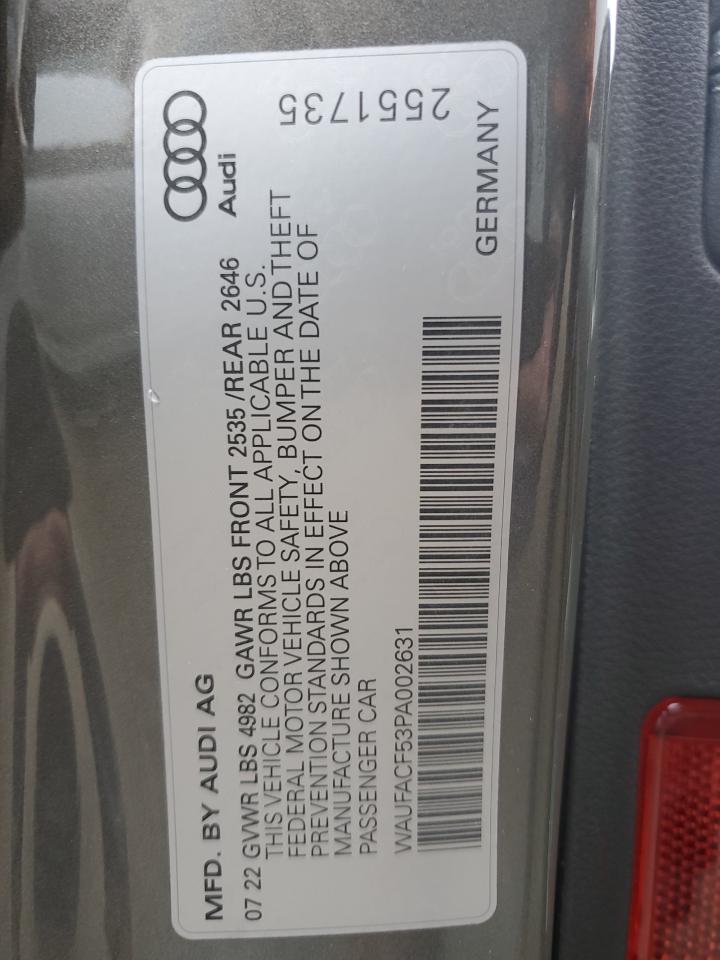 MFD. BY AUDI AG
Audi
07 22 GVWR LBS 4982 GAWR LBS FRONT 2535 /REAR 2646
THIS VEHICLE CONFORMS TO ALL APPLICABLE U.S.
FEDERAL MOTOR VEHICLE SAFETY, BUMPER AND THEFT
PREVENTION STANDARDS IN EFFECT ON THE DATE OF
MANUFACTURE SHOWN ABOVE
PASSENGER CAR
WAUFACF53PA002631
2551735
GERMANY